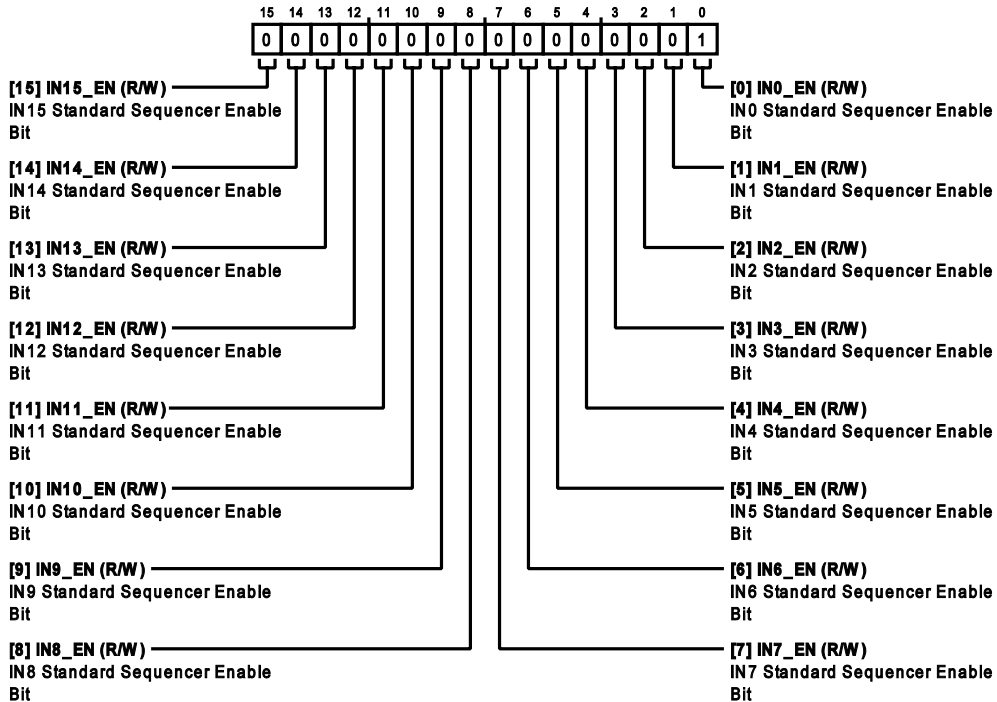 15 14 13 12 11 10 9 8 7 6 5 4 3 2 1 0
0 0 0 0 0 0 0 0 0 0 0 0 0 0 0 1
[15] IN15_EN (R/W)
IN15 Standard Sequencer Enable
Bit
[14] IN14_EN (R/W)
IN14 Standard Sequencer Enable
Bit
[13] IN13_EN (R/W)
IN13 Standard Sequencer Enable
Bit
[12] IN12_EN (R/W)
IN12 Standard Sequencer Enable
Bit
[11] IN11_EN (R/W)
IN11 Standard Sequencer Enable
Bit
[10] IN10_EN (R/W)
IN10 Standard Sequencer Enable
Bit
[9] IN9_EN (R/W)
IN9 Standard Sequencer Enable
Bit
[8] IN8_EN (R/W)
IN8 Standard Sequencer Enable
Bit
[0] IN0_EN (R/W)
IN0 Standard Sequencer Enable
Bit
[1] IN1_EN (R/W)
IN1 Standard Sequencer Enable
Bit
[2] IN2_EN (R/W)
IN2 Standard Sequencer Enable
Bit
[3] IN3_EN (R/W)
IN3 Standard Sequencer Enable
Bit
[4] IN4_EN (R/W)
IN4 Standard Sequencer Enable
Bit
[5] IN5_EN (R/W)
IN5 Standard Sequencer Enable
Bit
[6] IN6_EN (R/W)
IN6 Standard Sequencer Enable
Bit
[7] IN7_EN (R/W)
IN7 Standard Sequencer Enable
Bit